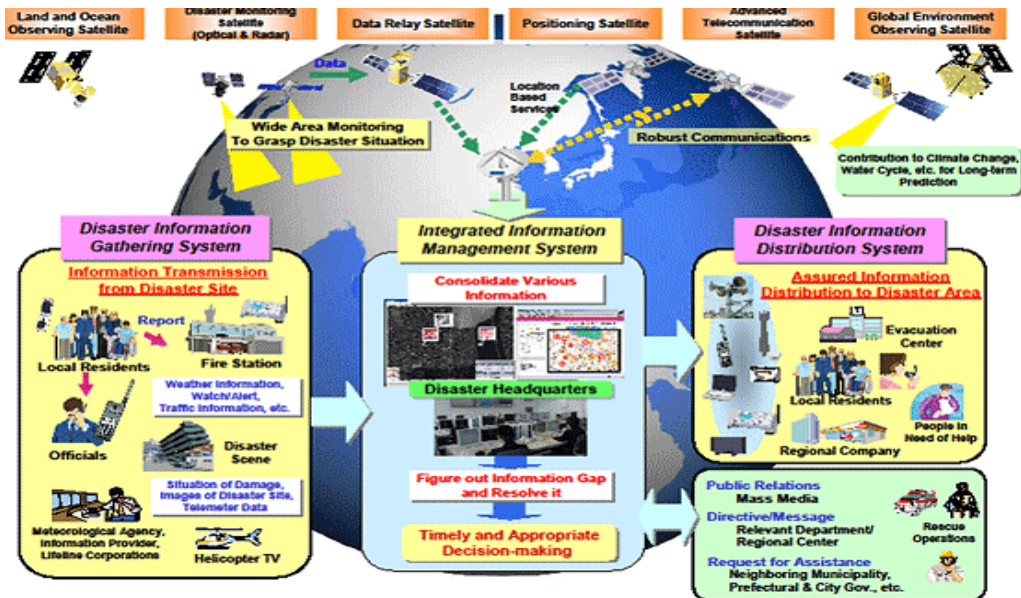 Land and Ocean
Observing Satellite
Disaster Monitoring
Satellite
(Optical & Radar)
Data Relay Satellite
Positioning Satellite
Advanced
Telecommunication
Satellite
Global Environment
Observing Satellite
Data
Location
Based
Services
Wide Area Monitoring
To Grasp Disaster Situation
Robust Communications
Contribution to Climate Change,
Water Cycle, etc. for Long-term
Prediction
Disaster Information
Gathering System
Information Transmission
from Disaster Site
Report
Local Residents
Fire Station
Weather Information,
Watch/Alert,
Traffic Information, etc.
Officials
Disaster
Scene
Situation of Damage,
Images of Disaster Site,
Telemeter Data
Meteorological Agency,
Information Provider,
Lifeline Corporations
Helicopter TV
Integrated Information
Management System
Consolidate Various
Information
Disaster Headquarters
Figure out Information Gap
and Resolve it
Timely and Appropriate
Decision-making
Disaster Information
Distribution System
Assured Information
Distribution to Disaster Area
Evacuation
Center
Local Residents
People In
Need of Help
Regional Company
Public Relations
Mass Media
Directive/Message
Relevant Department/
Regional Center
Rescue
Operations
Request for Assistance
Neighboring Municipality,
Prefectural & City Gov., etc.